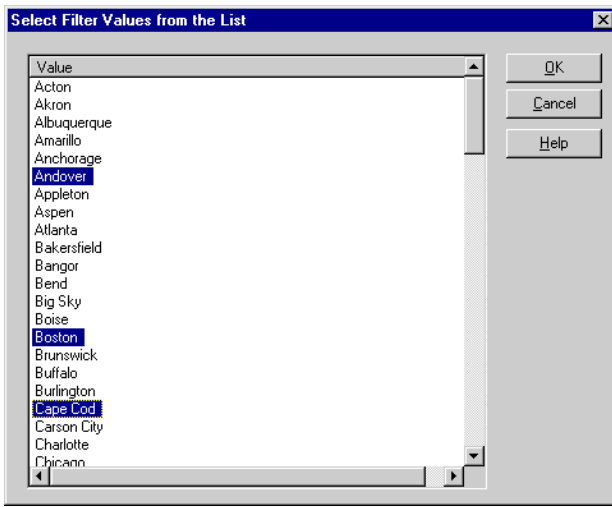 Select Filter Values from the List
Value
Acton
Akron
Albuquerque
Amarillo
Anchorage
Andover
Appleton
Aspen
Atlanta
Bakersfield
Bangor
Bend
Big Sky
Boise
Boston
Brunswick
Buffalo
Burlington
Cape Cod
Carson City
Charlotte
Chicago
OK
Cancel
Help